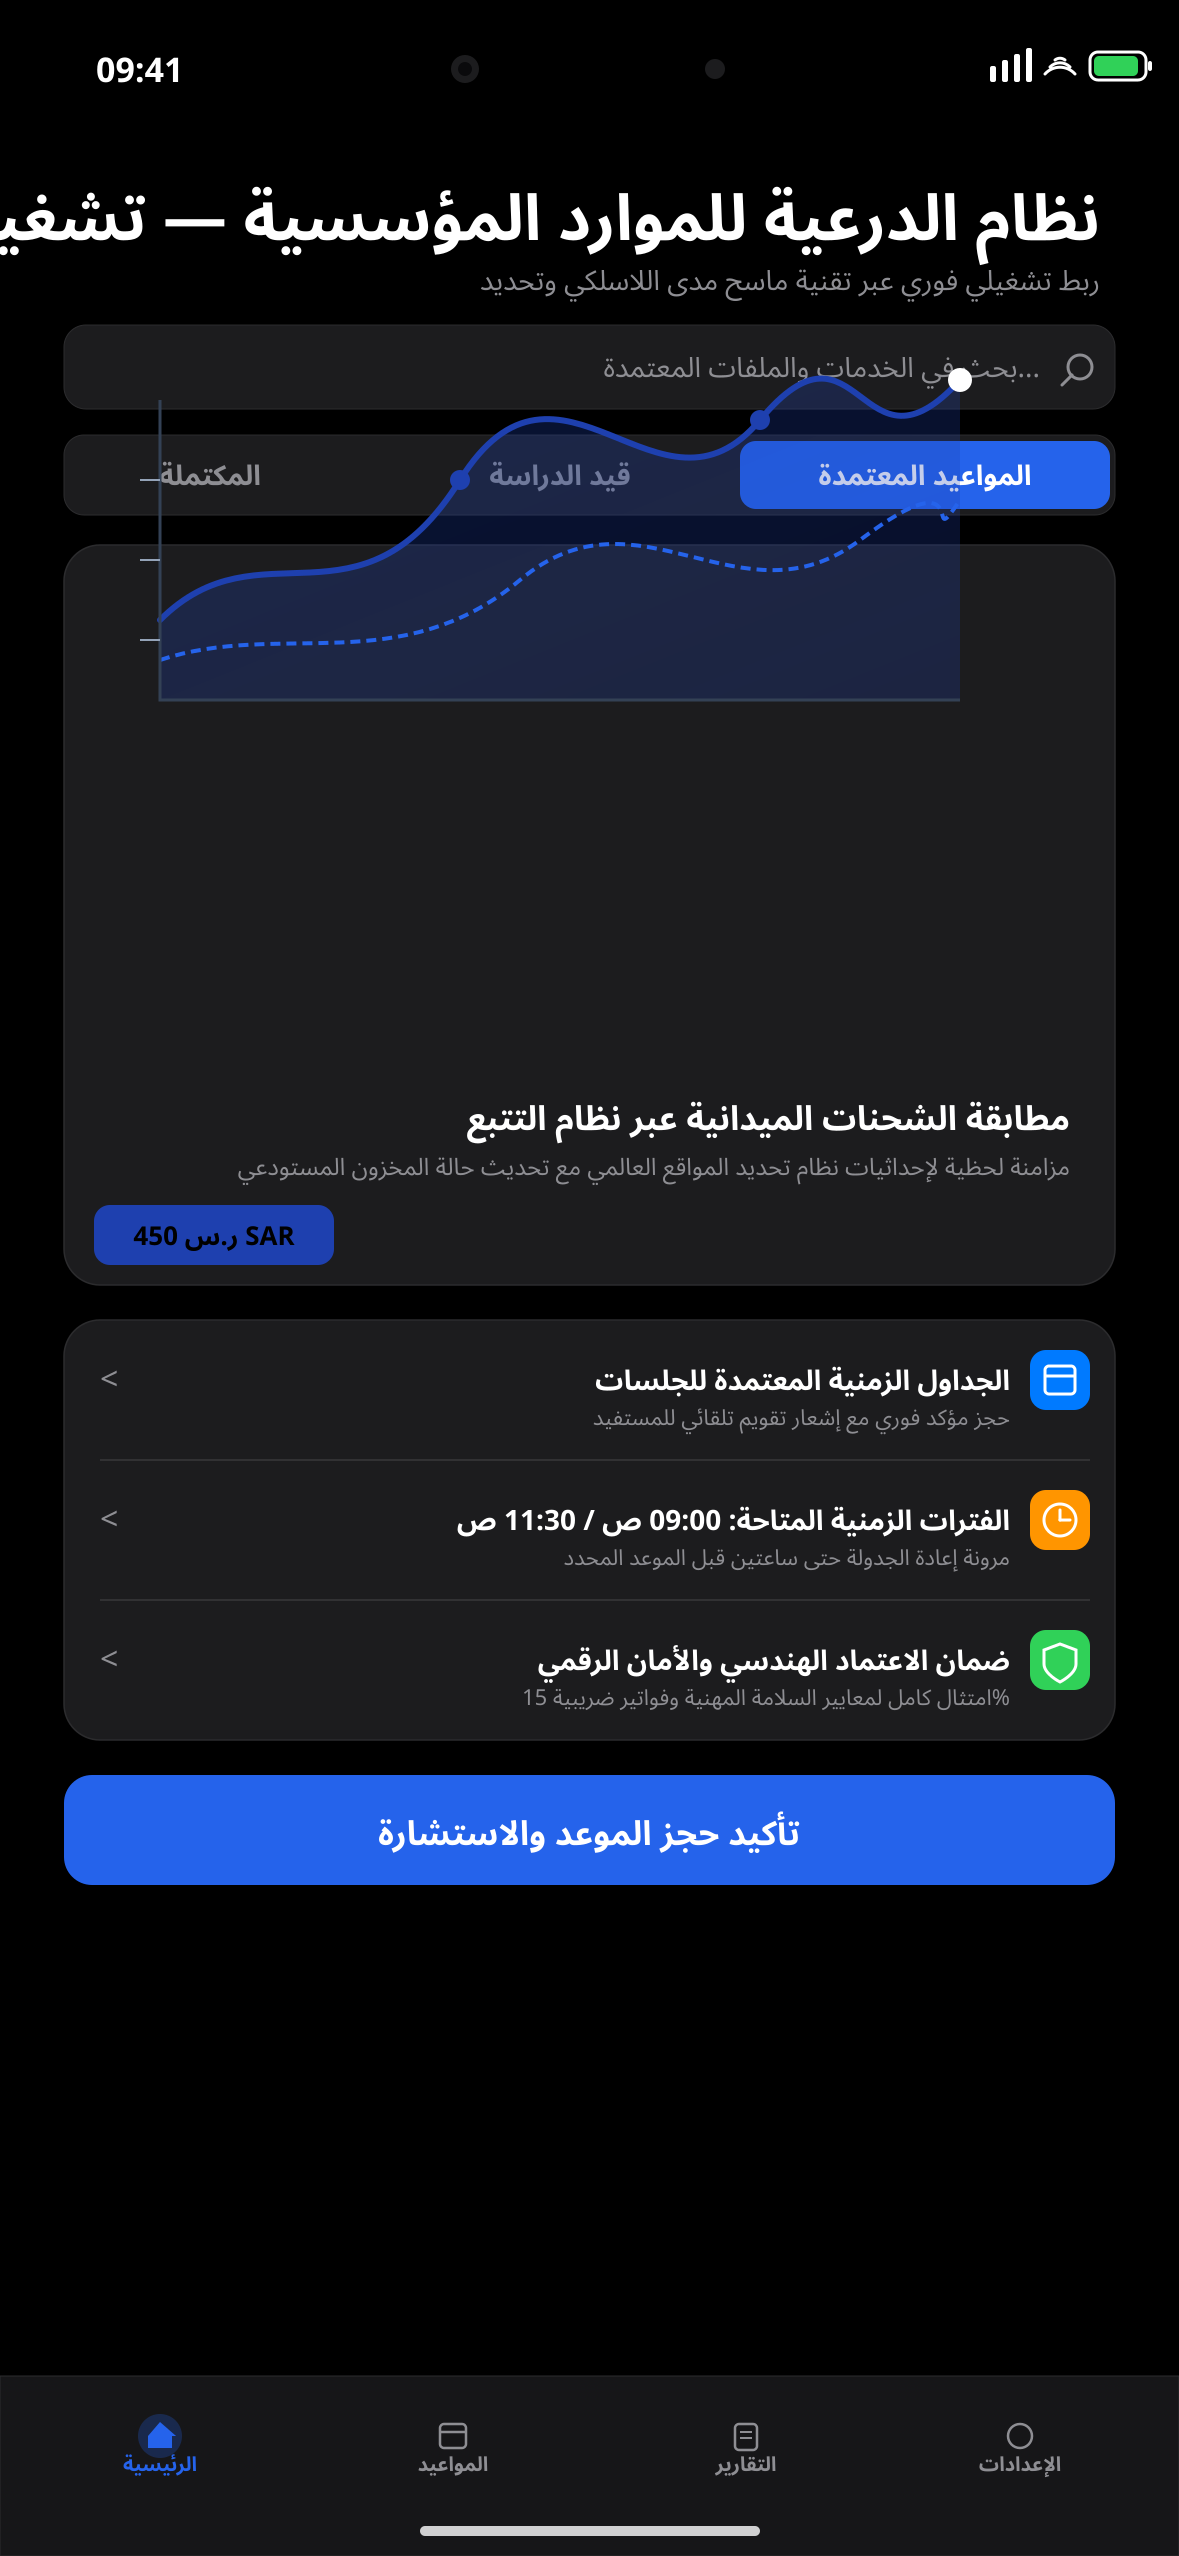 09:41
نظام الدرعية للموارد المؤسسية — تشغي
ربط تشغيلي فوري عبر تقنية ماسح مدى اللاسلكي وتحديد
بحث في الخدمات والملفات المعتمدة...
المواعيد المعتمدة
قيد الدراسة
المكتملة
مطابقة الشحنات الميدانية عبر نظام التتبع
مزامنة لحظية لإحداثيات نظام تحديد المواقع العالمي مع تحديث حالة المخزون المستودعي
450 ر.س SAR
الجداول الزمنية المعتمدة للجلسات
حجز مؤكد فوري مع إشعار تقويم تلقائي للمستفيد
الفترات الزمنية المتاحة: 09:00 ص / 11:30 ص
مرونة إعادة الجدولة حتى ساعتين قبل الموعد المحدد
ضمان الاعتماد الهندسي والأمان الرقمي
%امتثال كامل لمعايير السلامة المهنية وفواتير ضريبية 15
تأكيد حجز الموعد والاستشارة
الإعدادات
التقارير
المواعيد
الرئيسية